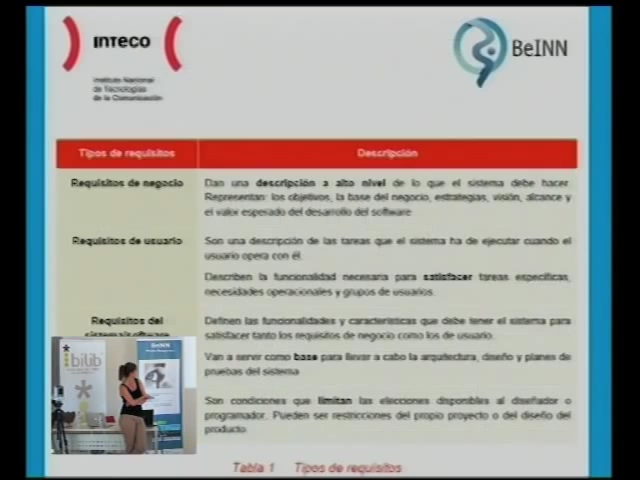 INTECO
Instituto Nacional
de Tecnologías
de la Comunicación
BeINN
Tipos de requisitos
Descripción
Requisitos de negocio
Dan una descripción a alto nivel de lo que el sistema debe hacer.
Representan: los objetivos, la base del negocio, estrategias, visión, alcance y
el valor esperado del desarrollo del software
Requisitos de usuario
Son una descripción de las tareas que el sistema ha de ejecutar cuando el
usuario opera con él.
Describen la funcionalidad necesaria para satisfacer tareas específicas,
necesidades operacionales y grupos de usuarios.
Requisitos del
sistema/software
Definen las funcionalidades y características que debe tener el sistema para
satisfacer tanto los requisitos de negocio como los de usuario.
Van a servir como base para llevar a cabo la arquitectura, diseño y planes de
pruebas del sistema
Son condiciones que limitan las elecciones disponibles al diseñador o
programador. Pueden ser restricciones del propio proyecto o del diseño del
producto.
Tabla 1 Tipos de requisitos
bilib
BeINN